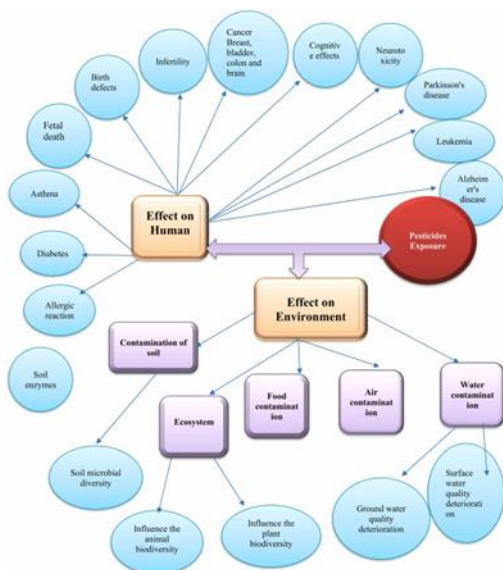 Cancer
Breast,
bladder,
colon and
brain
Cognitiv
e effects
Neuroto
xicity
Infertility
Birth
defects
Parkinson's
disease
Fetal
death
Leukemia
Asthma
Alzheim
er's
disease
Effect on
Human
Pesticides
Exposure
Diabetes
Allergic
reaction
Effect on
Environment
Contamination of
soil
Soil
enzymes
Food
contaminat
ion
Air
contaminat
ion
Water
contaminat
ion
Ecosystem
Soil microbial
diversity
Surface
water
quality
deteriorati
on
Influence the
animal
biodiversity
Influence the
plant
biodiversity
Ground water
quality
deterioration